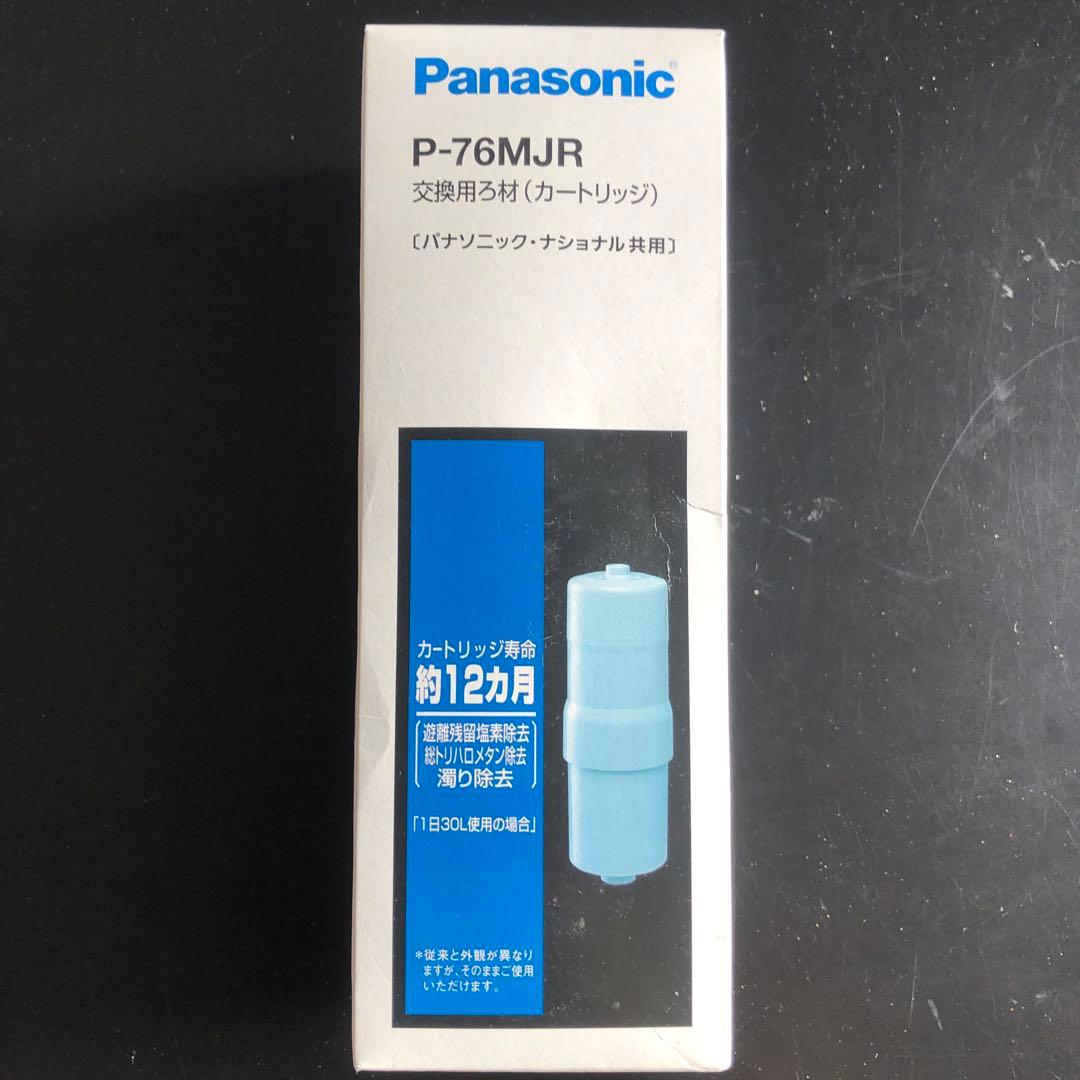 Panasonic®
P-76MJR
交換用ろ材(カートリッジ)
〔パナソニック・ナショナル共用〕
カートリッジ寿命
約12カ月
遊離残留塩素除去
総トリハロメタン除去
濁り除去
「1日30L使用の場合」
*従来と外観が異なり
ますが、そのままご使用
いただけます。